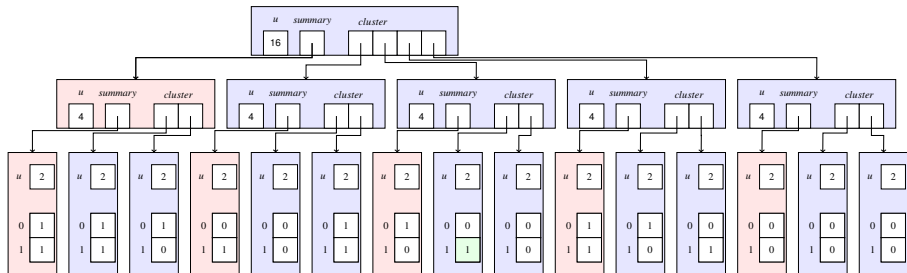 u summary cluster
16
u summary cluster u summary cluster u summary cluster u summary cluster u summary cluster
4 4 4 4 4
u 2 u 2 u 2 u 2 u 2 u 2 u 2 u 2 u 2 u 2 u 2 u 2 u 2 u 2 u 2
0 1 0 1 0 1 0 1 0 0 0 1 0 1 0 0 0 0 0 1 0 1 0 0 0 0 0 0 0 0
1 1 1 1 1 0 1 1 1 0 1 1 1 0 1 1 1 0 1 1 1 0 1 1 1 0 1 0 1 0